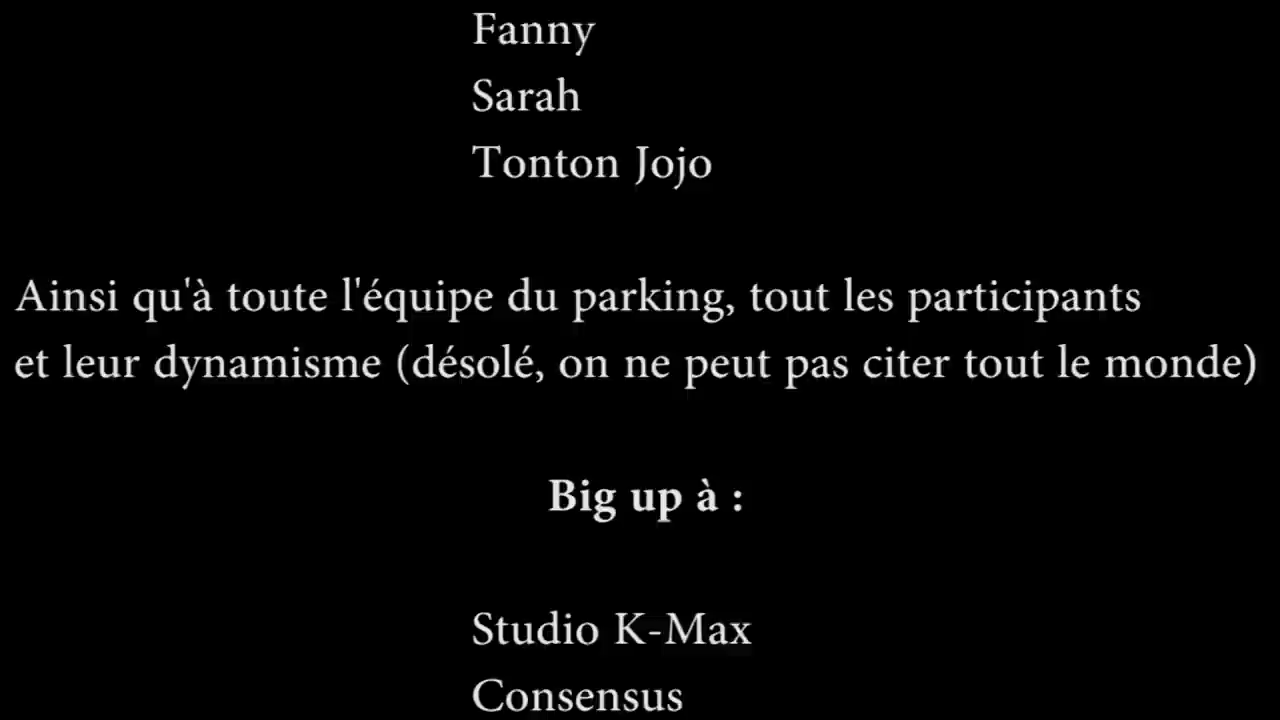 Fanny
Sarah
Tonton Jojo
Ainsi qu'à toute l'équipe du parking, tout les participants
et leur dynamisme (désolé, on ne peut pas citer tout le monde)
Big up à :
Studio K-Max
Consensus